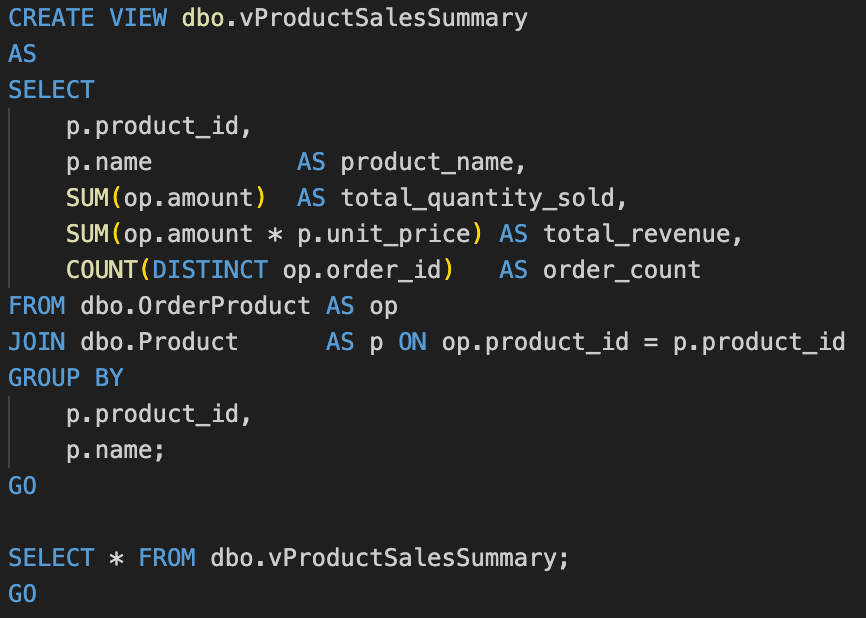 CREATE VIEW dbo.vProductSalesSummary
AS
SELECT
    p.product_id,
    p.name          AS product_name,
    SUM(op.amount)  AS total_quantity_sold,
    SUM(op.amount * p.unit_price) AS total_revenue,
    COUNT(DISTINCT op.order_id)   AS order_count
FROM dbo.OrderProduct AS op
JOIN dbo.Product      AS p ON op.product_id = p.product_id
GROUP BY
    p.product_id,
    p.name;
GO

SELECT * FROM dbo.vProductSalesSummary;
GO